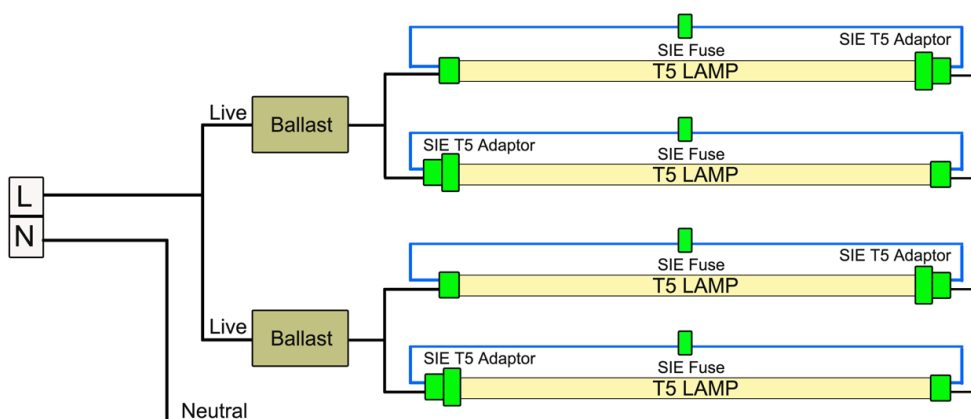 SIE T5 Adaptor
SIE Fuse
T5 LAMP
Live
Ballast
SIE T5 Adaptor
SIE Fuse
T5 LAMP
L
N
SIE T5 Adaptor
SIE Fuse
T5 LAMP
Live
Ballast
SIE T5 Adaptor
SIE Fuse
T5 LAMP
Neutral